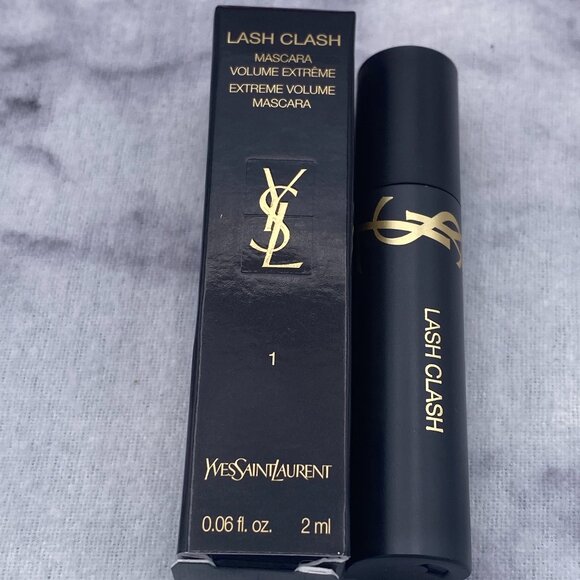 LASH CLASH
MASCARA
VOLUME EXTRÊME
EXTREME VOLUME
MASCARA
YSL
1
YVESSAINTLAURENT
0.06 fl. oz. 2 ml
YSL
LASH CLASH